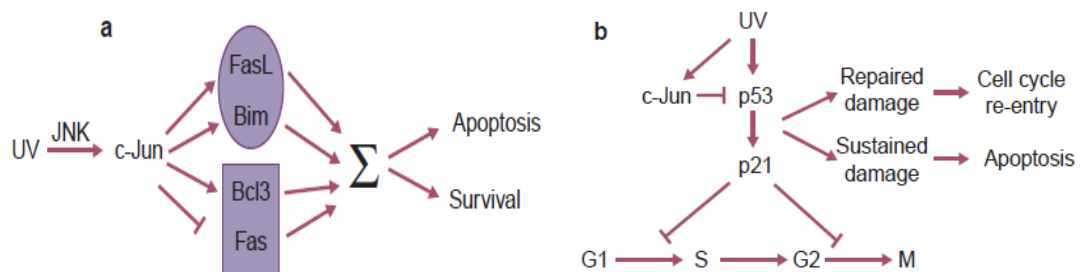 a
FasL
Bim
UV
JNK
c-Jun
Bcl3
Fas
Σ
Apoptosis
Survival
b
UV
c-Jun
p53
p21
Repaired
damage
Cell cycle
re-entry
Sustained
damage
Apoptosis
G1
S
G2
M